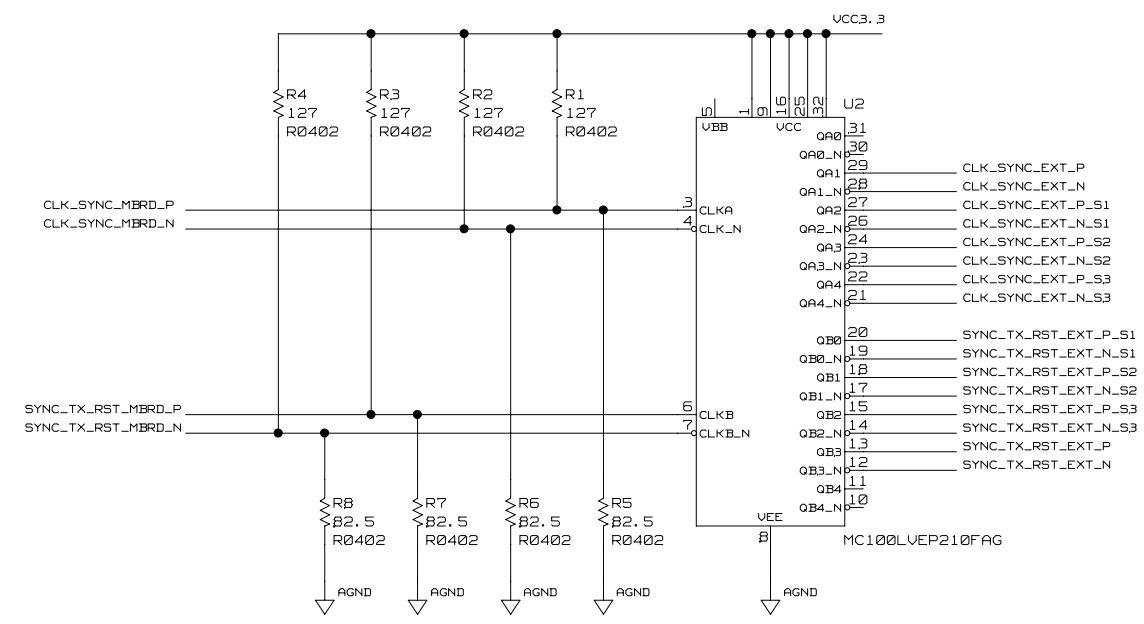 VCC3.3
R4
127
R0402
R3
127
R0402
R2
127
R0402
R1
127
R0402
5
1
9
16
25
32
U2
VBB
VCC
QA0 31
QA0_N 30
QA1 29 CLK_SYNC_EXT_P
QA1_N 28 CLK_SYNC_EXT_N
CLK_SYNC_MBRD_P 3 CLKA
QA2 27 CLK_SYNC_EXT_P_S1
CLK_SYNC_MBRD_N 4 CLK_N
QA2_N 26 CLK_SYNC_EXT_N_S1
QA3 24 CLK_SYNC_EXT_P_S2
QA3_N 23 CLK_SYNC_EXT_N_S2
QA4 22 CLK_SYNC_EXT_P_S3
QA4_N 21 CLK_SYNC_EXT_N_S3
QB0 20 SYNC_TX_RST_EXT_P_S1
QB0_N 19 SYNC_TX_RST_EXT_N_S1
QB1 18 SYNC_TX_RST_EXT_P_S2
QB1_N 17 SYNC_TX_RST_EXT_N_S2
SYNC_TX_RST_MBRD_P 6 CLKB
QB2 15 SYNC_TX_RST_EXT_P_S3
SYNC_TX_RST_MBRD_N 7 CLKB_N
QB2_N 14 SYNC_TX_RST_EXT_N_S3
QB3 13 SYNC_TX_RST_EXT_P
QB3_N 12 SYNC_TX_RST_EXT_N
QB4 11
QB4_N 10
R8
82.5
R0402
R7
82.5
R0402
R6
82.5
R0402
R5
82.5
R0402
VEE
8
MC100LVEP210FAG
AGND
AGND
AGND
AGND
AGND